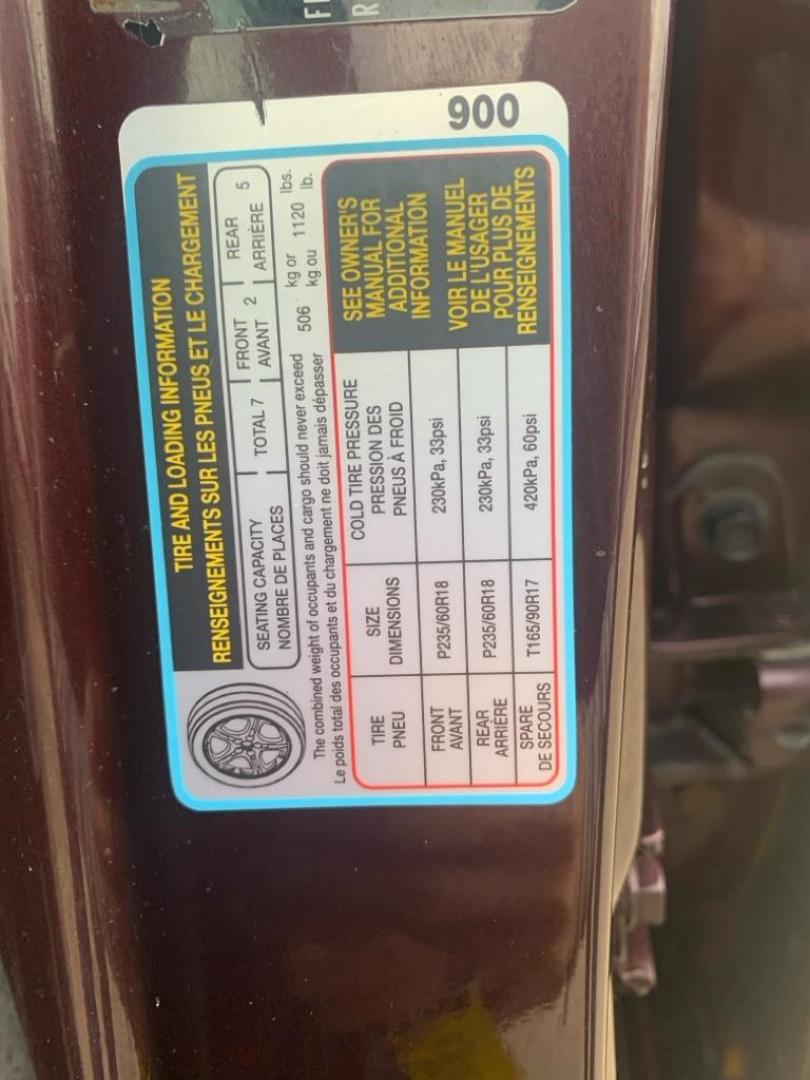 TIRE AND LOADING INFORMATION
RENSEIGNEMENTS SUR LES PNEUS ET LE CHARGEMENT
SEATING CAPACITY
NOMBRE DE PLACES
TOTAL 7
FRONT
AVANT
2
REAR
ARRIÈRE
5
The combined weight of occupants and cargo should never exceed 506 kg or 1120 lbs.
Le poids total des occupants et du chargement ne doit jamais dépasser kg ou lb.
TIRE
PNEU
SIZE
DIMENSIONS
COLD TIRE PRESSURE
PRESSION DES
PNEUS À FROID
FRONT
AVANT
P235/60R18
230kPa, 33psi
REAR
ARRIÈRE
P235/60R18
230kPa, 33psi
SPARE
DE SECOURS
T165/90R17
420kPa, 60psi
SEE OWNER'S
MANUAL FOR
ADDITIONAL
INFORMATION
VOIR LE MANUEL
DE L'USAGER
POUR PLUS DE
RENSEIGNEMENTS
900